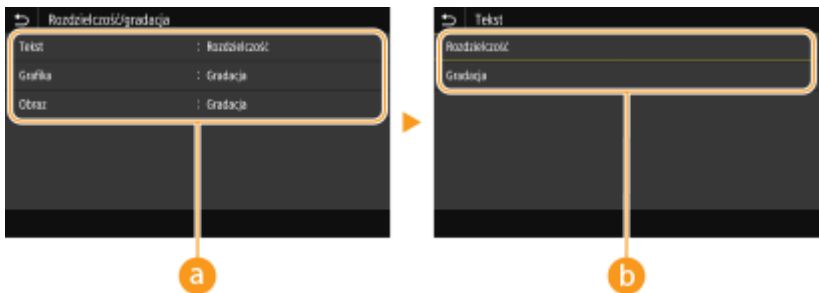 Rozdzielczość/gradacja
Tekst : Rozdzielczość
Grafika : Gradacja
Obraz : Gradacja
a
Tekst
Rozdzielczość
Gradacja
b